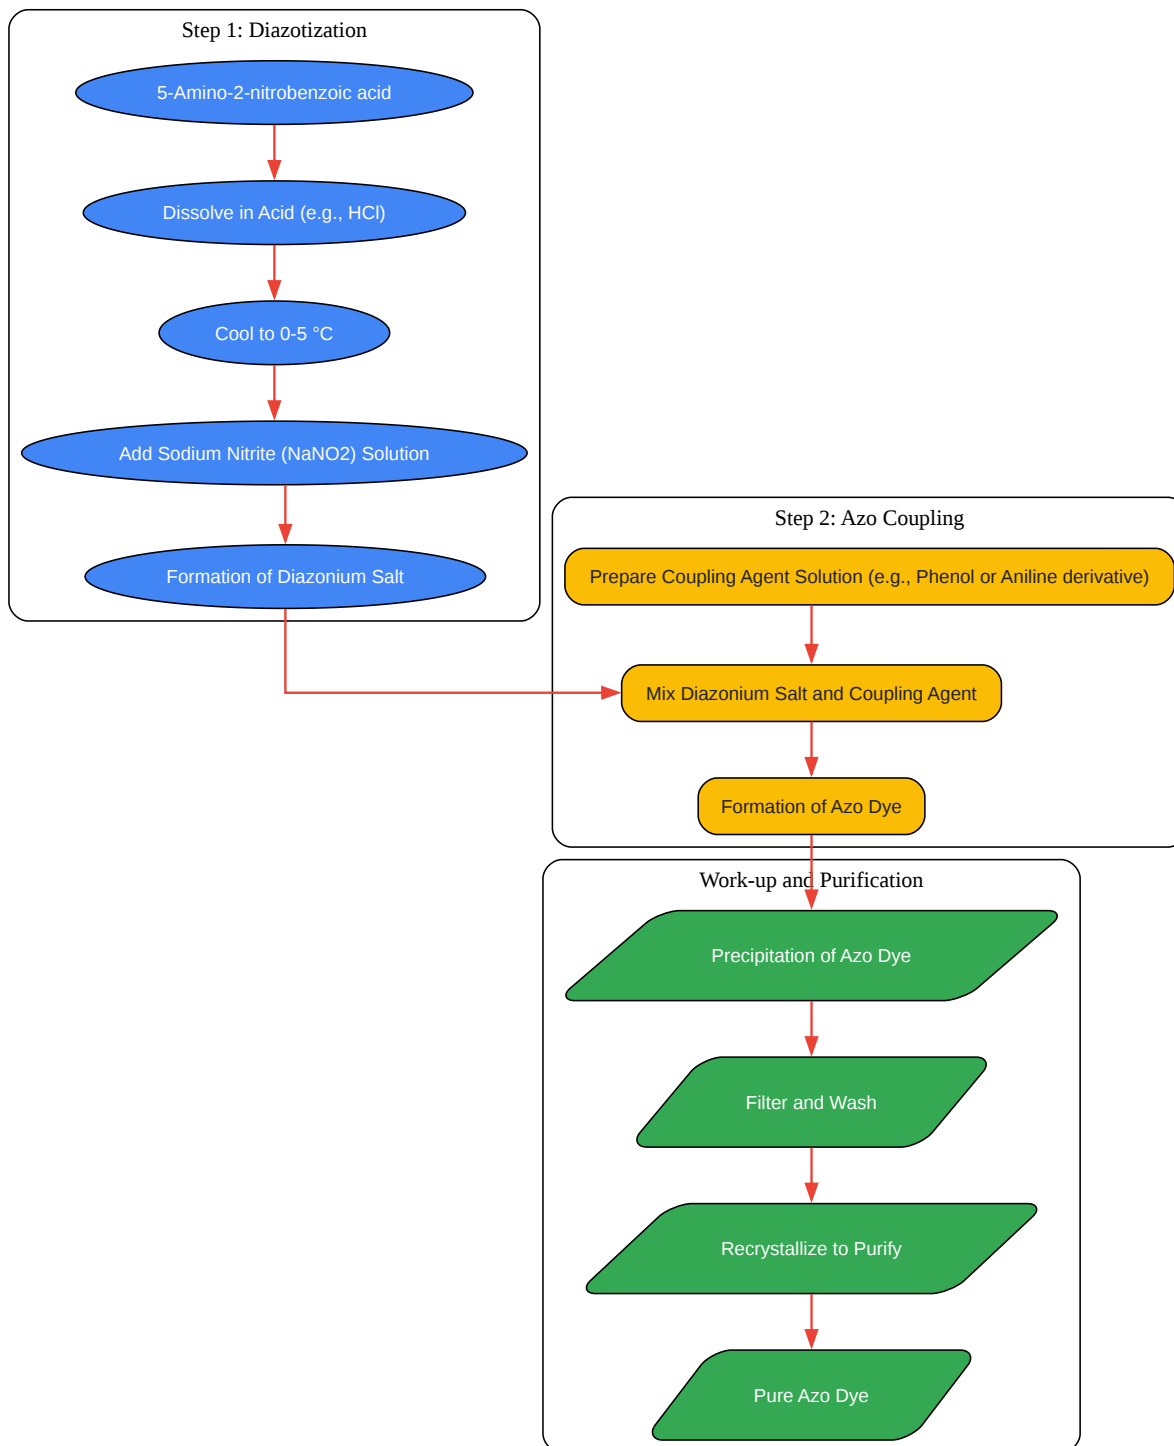 Step 1: Diazotization
5-Amino-2-nitrobenzoic acid
Dissolve in Acid (e.g., HCl)
Cool to 0-5 °C
Add Sodium Nitrite (NaNO2) Solution
Formation of Diazonium Salt
Step 2: Azo Coupling
Prepare Coupling Agent Solution (e.g., Phenol or Aniline derivative)
Mix Diazonium Salt and Coupling Agent
Formation of Azo Dye
Work-up and Purification
Precipitation of Azo Dye
Filter and Wash
Recrystallize to Purify
Pure Azo Dye